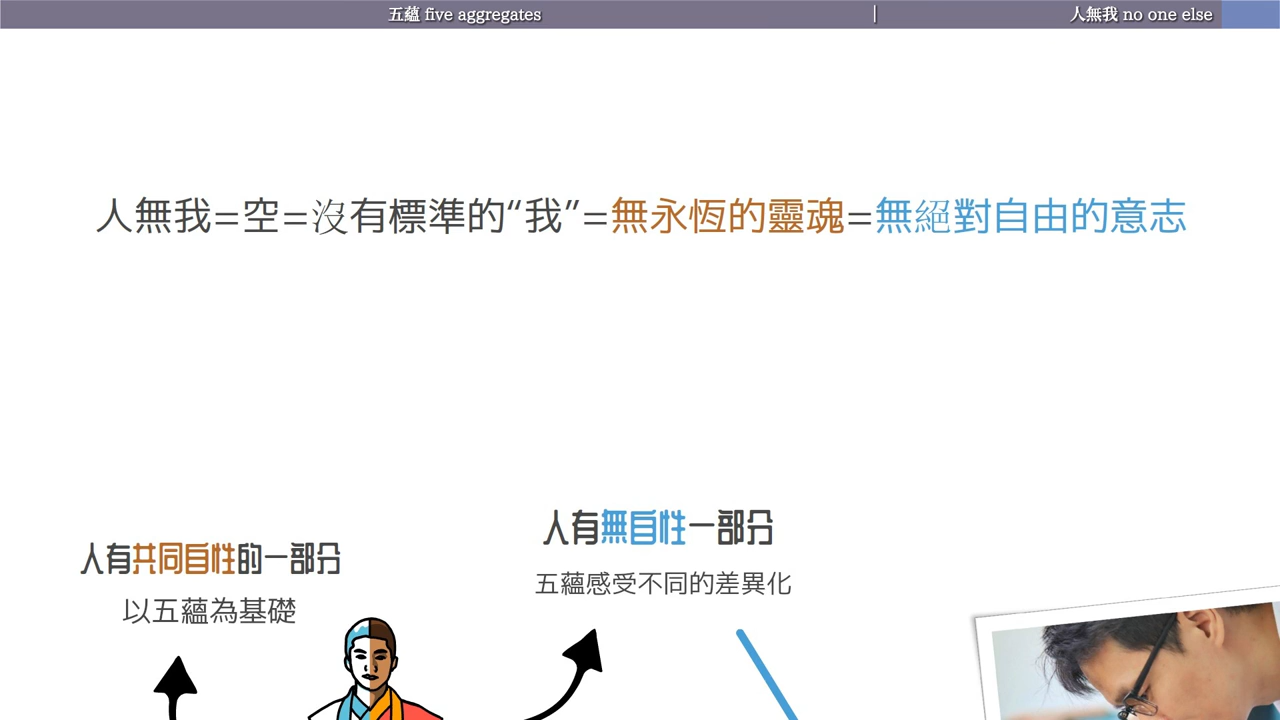 五蘊 five aggregates
|
人無我 no one else
人無我=空=沒有標準的“我”=無永恆的靈魂=無絕對自由的意志
人有共同自性的一部分
以五蘊為基礎
人有無自性一部分
五蘊感受不同的差異化